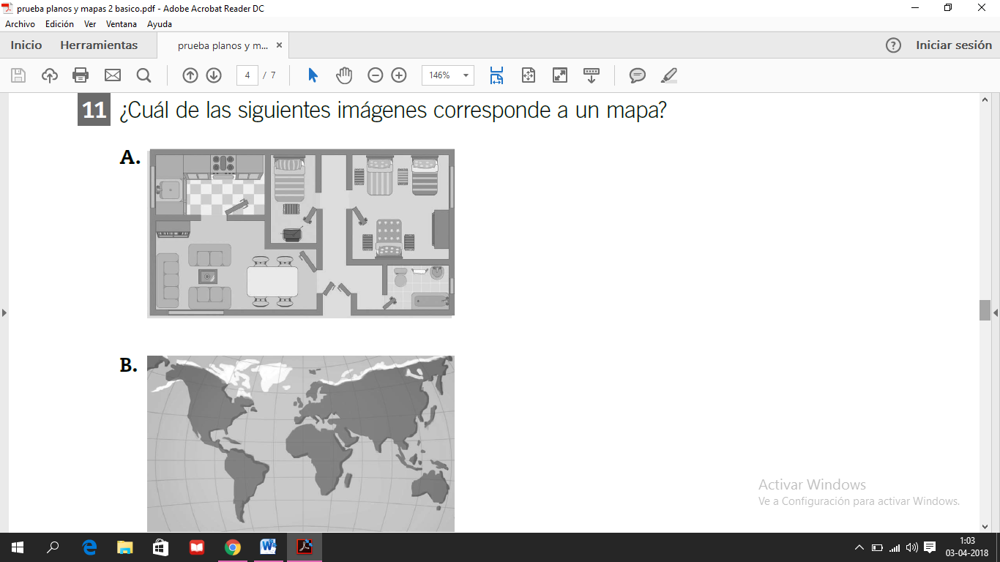 prueba planos y mapas 2 basico.pdf - Adobe Acrobat Reader DC
Archivo Edición Ver Ventana Ayuda
Inicio Herramientas prueba planos y m... × Iniciar sesión
4 / 7 146%
11 ¿Cuál de las siguientes imágenes corresponde a un mapa?
A.
B.
Activar Windows
Ve a Configuración para activar Windows.
1:03
03-04-2018